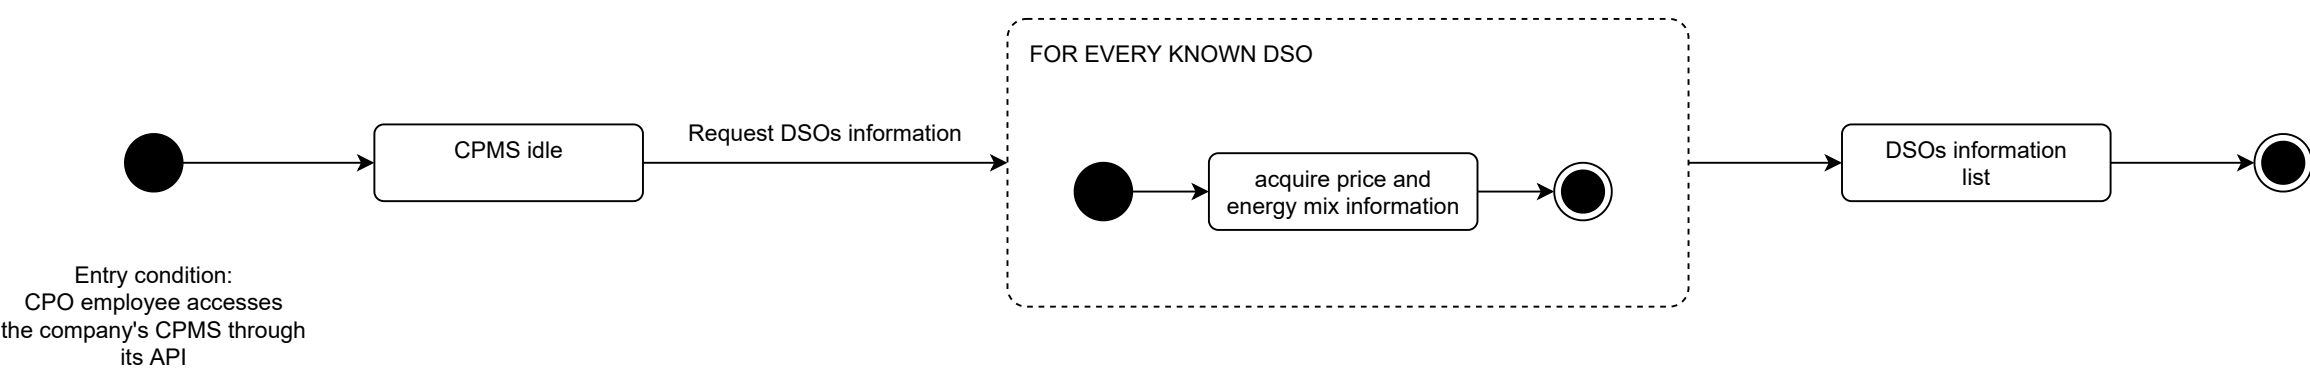 FOR EVERY KNOWN DSO
CPMS idle
Request DSOs information
acquire price and
energy mix information
DSOs information
list
Entry condition:
CPO employee accesses
the company's CPMS through
its API